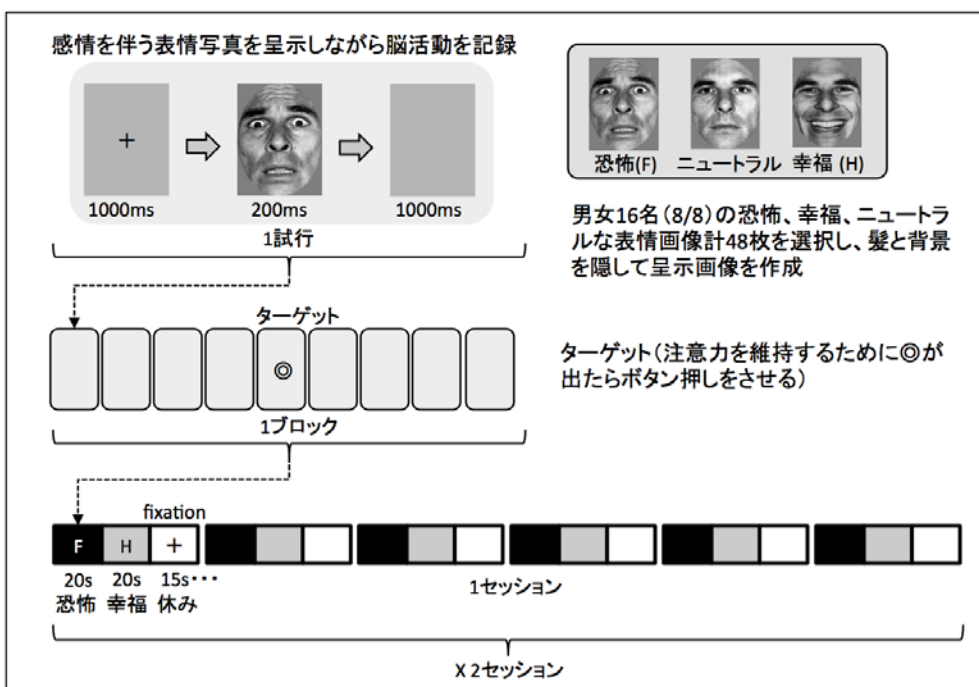 感情を伴う表情写真を呈示しながら脳活動を記録
+
1000ms
200ms
1000ms
1試行
恐怖(F)
ニュートラル
幸福 (H)
男女16名(8/8)の恐怖、幸福、ニュートラ
ルな表情画像計48枚を選択し、髪と背景
を隠して呈示画像を作成
ターゲット
◎
1ブロック
ターゲット(注意力を維持するために◎が
出たらボタン押しをさせる)
fixation
F
H
+
20s
20s
15s・・・
恐怖
幸福
休み
1セッション
X 2セッション